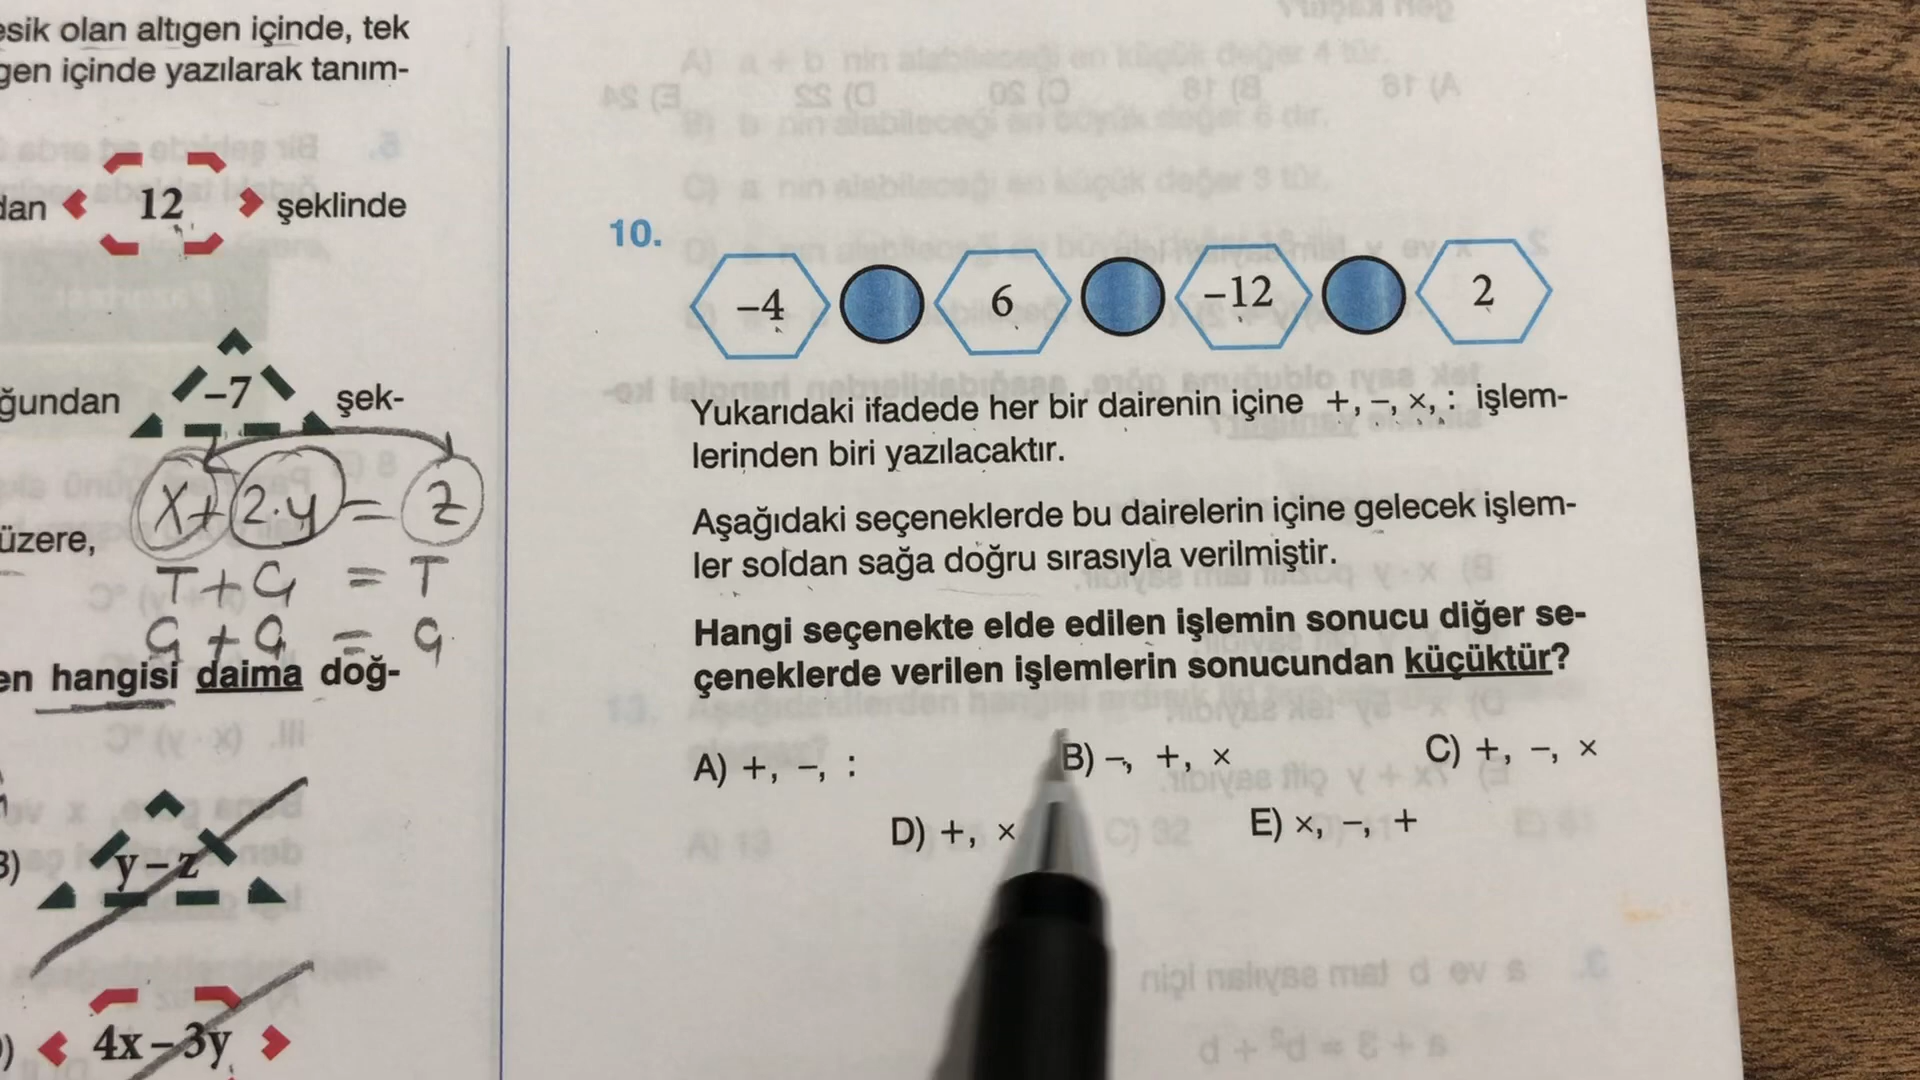 esik olan altıgen içinde, tek
gen içinde yazılarak tanım-
dan 12 şeklinde
ğundan -7 şek-
x + 2·y = z
üzere,
T + Ç = T
Ç + Ç = Ç
en hangisi daima doğ-
B) y – z
4x – 3y
10.
–4 6 –12 2
Yukarıdaki ifadede her bir dairenin içine +, –, ×, : işlem-
lerinden biri yazılacaktır.
Aşağıdaki seçeneklerde bu dairelerin içine gelecek işlem-
ler soldan sağa doğru sırasıyla verilmiştir.
Hangi seçenekte elde edilen işlemin sonucu diğer se-
çeneklerde verilen işlemlerin sonucundan küçüktür?
A) +, –, : B) –, +, × C) +, –, ×
D) +, × E) ×, –, +